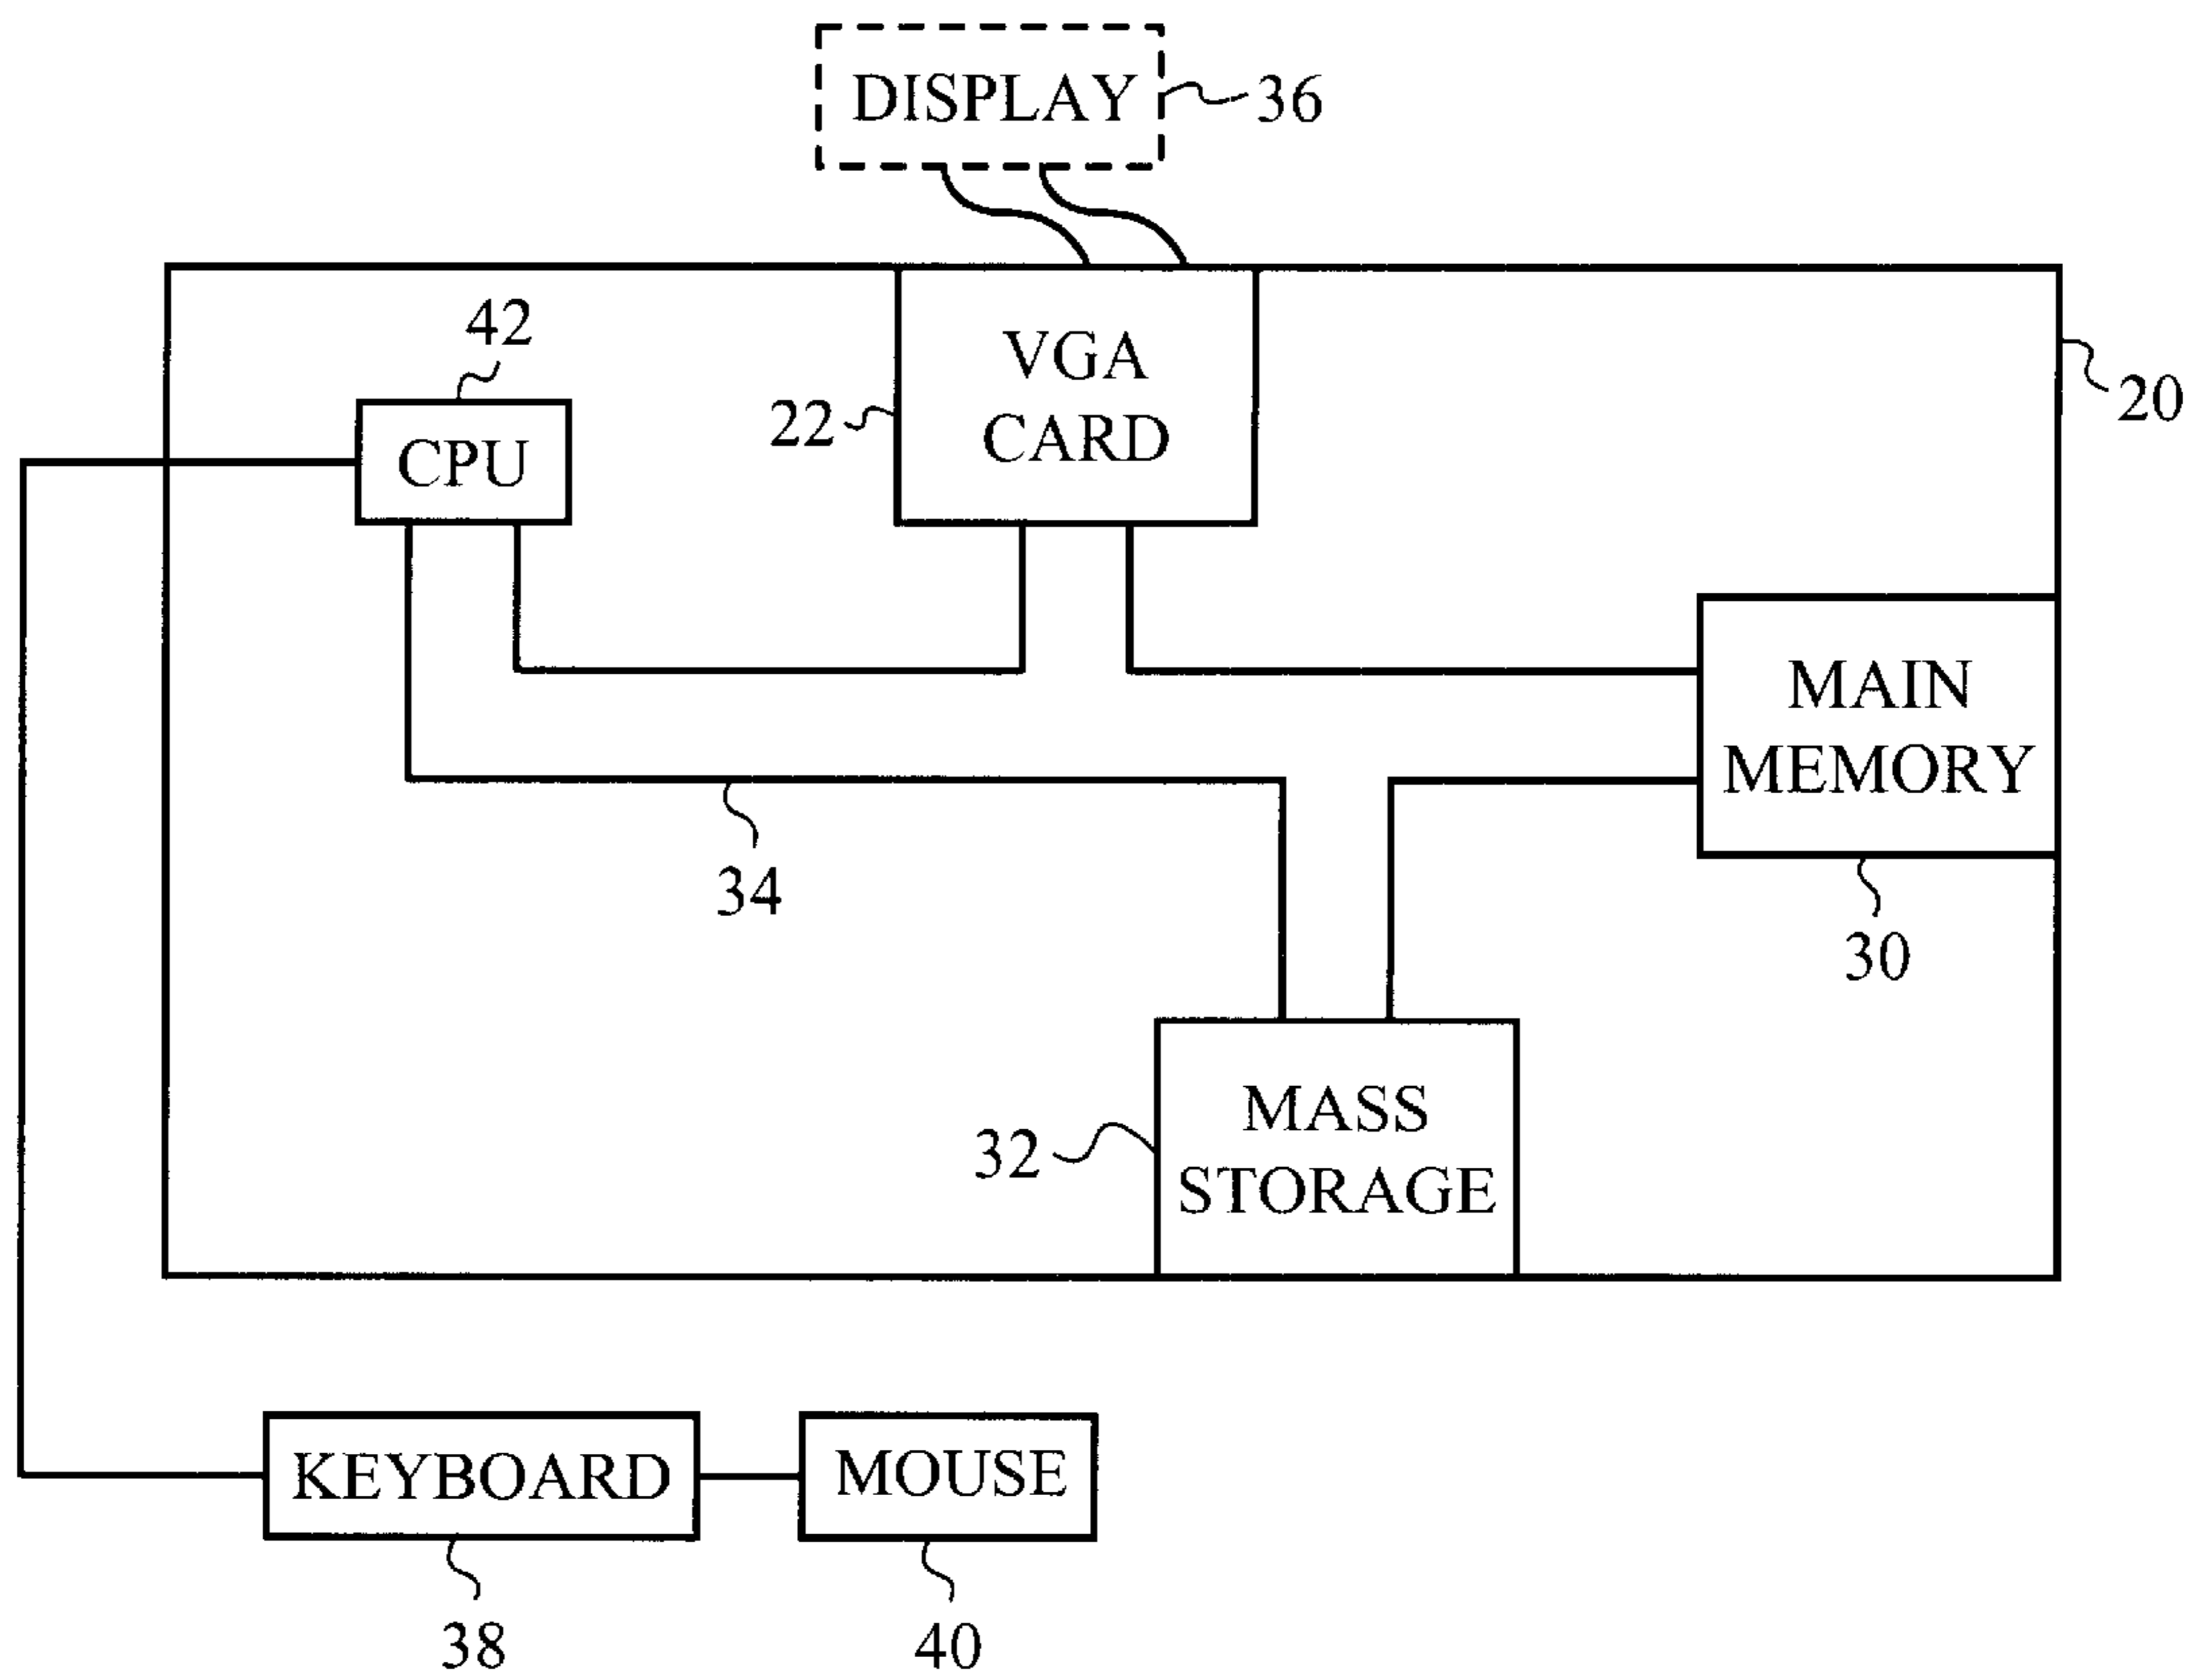 DISPLAY
36
42
VGA
CARD
22
20
CPU
MAIN
MEMORY
34
30
MASS
STORAGE
32
KEYBOARD
MOUSE
38
40